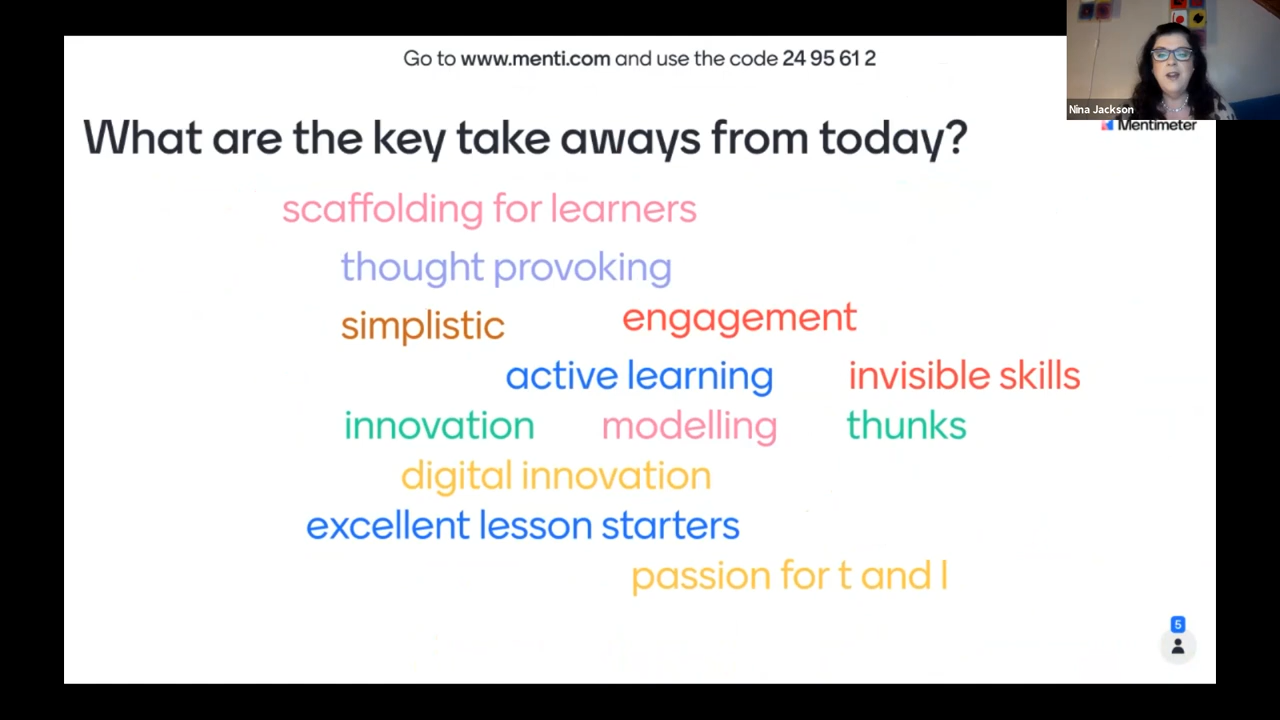 Go to www.menti.com and use the code 24 95 61 2
Nina Jackson
Mentimeter
What are the key take aways from today?
scaffolding for learners
thought provoking
simplistic engagement
active learning invisible skills
innovation modelling thunks
digital innovation
excellent lesson starters
passion for t and l
5